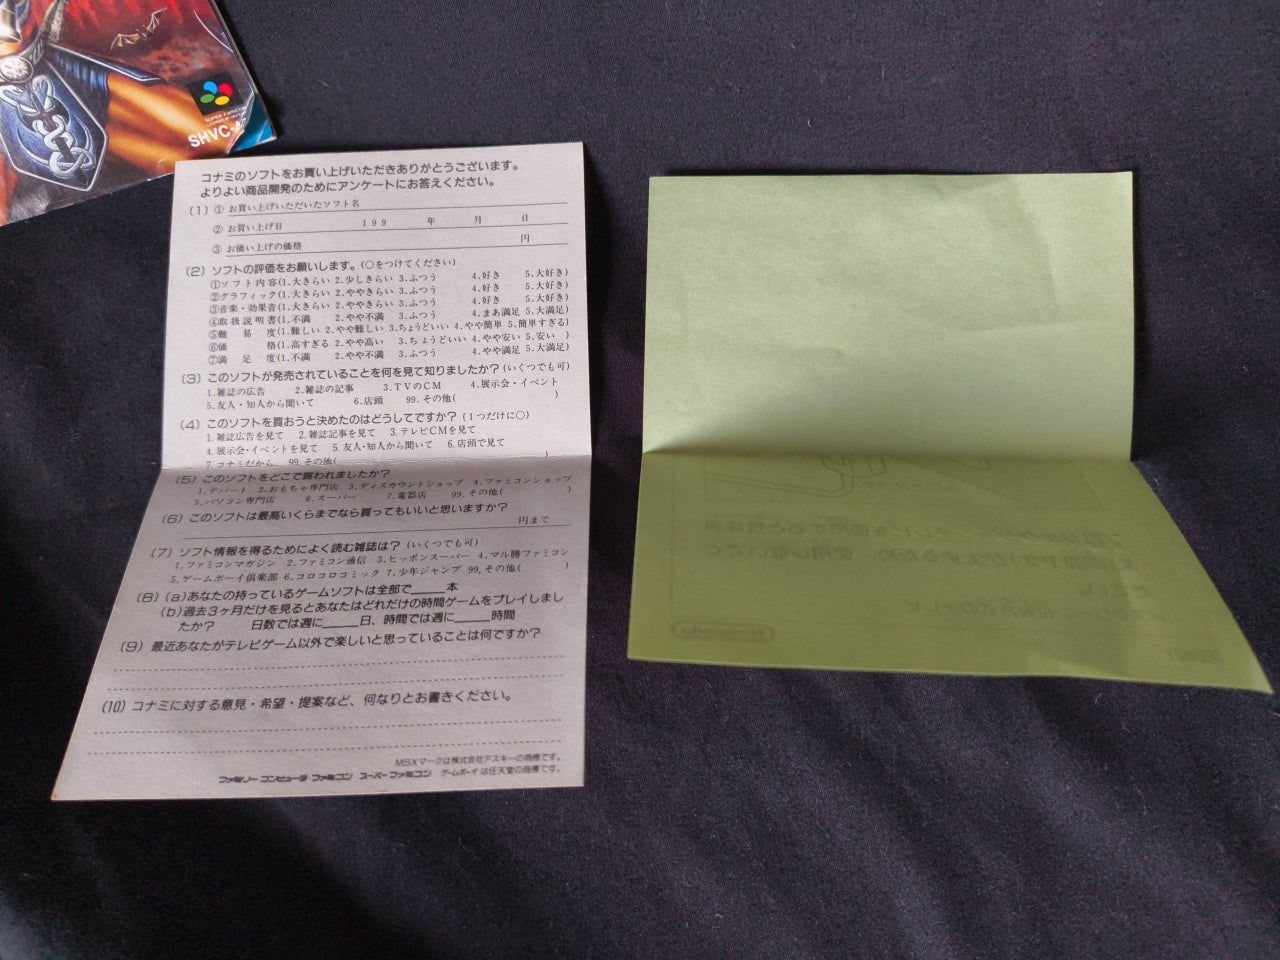 SHVC-A
コナミのソフトをお買い上げいただきありがとうございます。
よりよい商品開発のためにアンケートにお答えください。
(1) ① お買い上げいただいたソフト名
② お買い上げ日 199 年 月 日
③ お価い上げの価格 円
(2) ソフトの評価をお願いします。(○をつけてください)
①ソフト内容(1.大きらい 2.少しきらい 3.ふつう 4.好き 5.大好き)
②グラフィック(1.大きらい 2.ややきらい 3.ふつう 4.好き 5.大好き)
③音楽・効果音(1.大きらい 2.ややきらい 3.ふつう 4.好き 5.大好き)
④取扱説明書(1.不満 2.やや不満 3.ふつう 4.まあ満足 5.大満足)
⑤難易度(1.難しい 2.やや難しい 3.ちょうどいい 4.やや簡単 5.簡単すぎる)
⑥価格(1.高すぎる 2.やや高い 3.ちょうどいい 4.やや安い 5.安い)
⑦満足度(1.不満 2.やや不満 3.ふつう 4.やや満足 5.大満足)
(3) このソフトが発売されていることを何を見て知りましたか?(いくつでも可)
1.雑誌の広告 2.雑誌の記事 3.TVのCM 4.展示会・イベント
5.友人・知人から聞いて 6.店頭 99.その他( )
(4) このソフトを買おうと決めたのはどうしてですか?(1つだけに○)
1.雑誌広告を見て 2.雑誌記事を見て 3.テレビCMを見て
4.展示会・イベントを見て 5.友人・知人から聞いて 6.店頭で見て
7.コナミだから 99.その他( )
(5) このソフトをどこで買われましたか?
1.デパート 2.おもちゃ専門店 3.ディスカウントショップ 4.ファミコンショップ
5.パソコン専門店 6.スーパー 7.電器店 99.その他( )
(6) このソフトは最高いくらまでなら買ってもいいと思いますか?
円まで
(7) ソフト情報を得るためによく読む雑誌は?(いくつでも可)
1.ファミコンマガジン 2.ファミコン通信 3.ヒッポンスーパー 4.マル勝ファミコン
5.ゲームボーイ倶楽部 6.コロコロコミック 7.少年ジャンプ 99.その他( )
(8) (a)あなたの持っているゲームソフトは全部で____本
(b)過去3ヶ月だけを見るとあなたはどれだけの時間ゲームをプレイしまし
たか? 日数では週に____日、時間では週に____時間
(9) 最近あなたがテレビゲーム以外で楽しいと思っていることは何ですか?
(10) コナミに対する意見・希望・提案など、何なりとお書きください。
MSXマークは株式会社アスキーの商標です。
ファミリーコンピュータ・ファミコン スーパーファミコン ゲームボーイは任天堂の商標です。
Nintendo